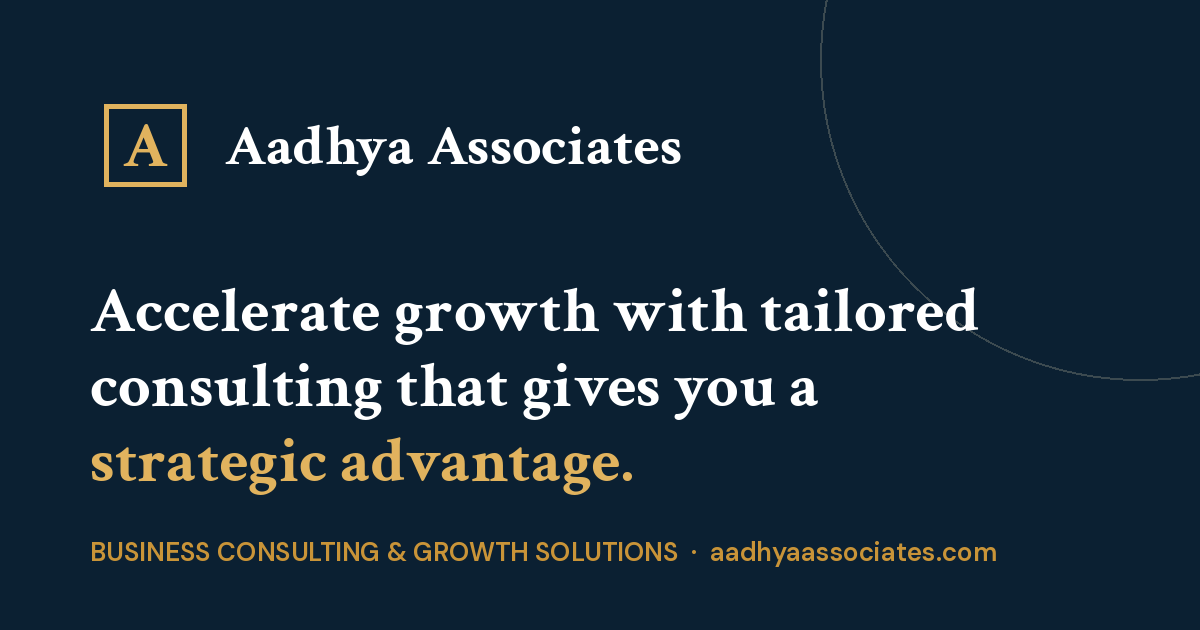 A
Aadhya Associates
Accelerate growth with tailored
consulting that gives you a
strategic advantage.
BUSINESS CONSULTING & GROWTH SOLUTIONS · aadhyaassociates.com